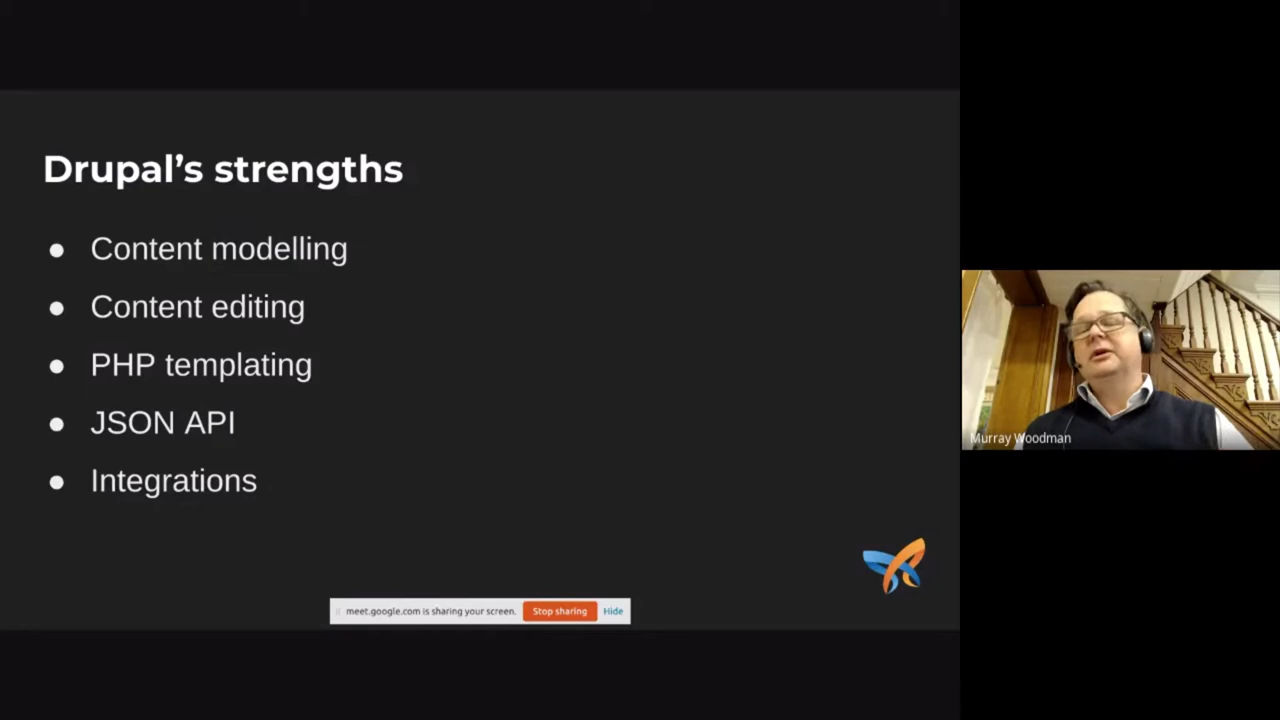 Drupal’s strengths
● Content modelling
● Content editing
● PHP templating
● JSON API
● Integrations
meet.google.com is sharing your screen. Stop sharing Hide
Murray Woodman